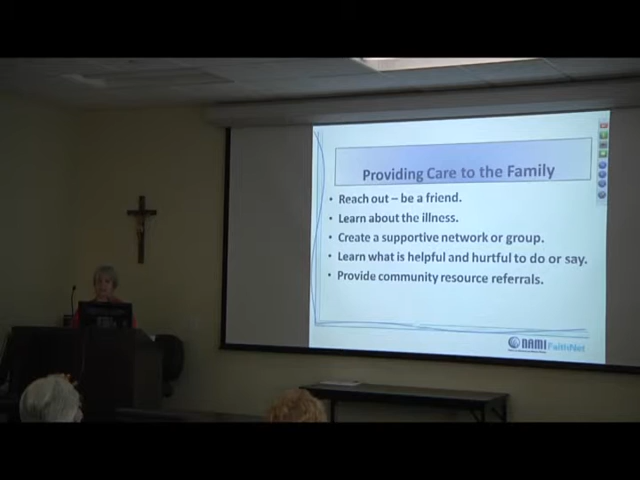 Providing Care to the Family
• Reach out – be a friend.
• Learn about the illness.
• Create a supportive network or group.
• Learn what is helpful and hurtful to do or say.
• Provide community resource referrals.
NAMI FaithNet